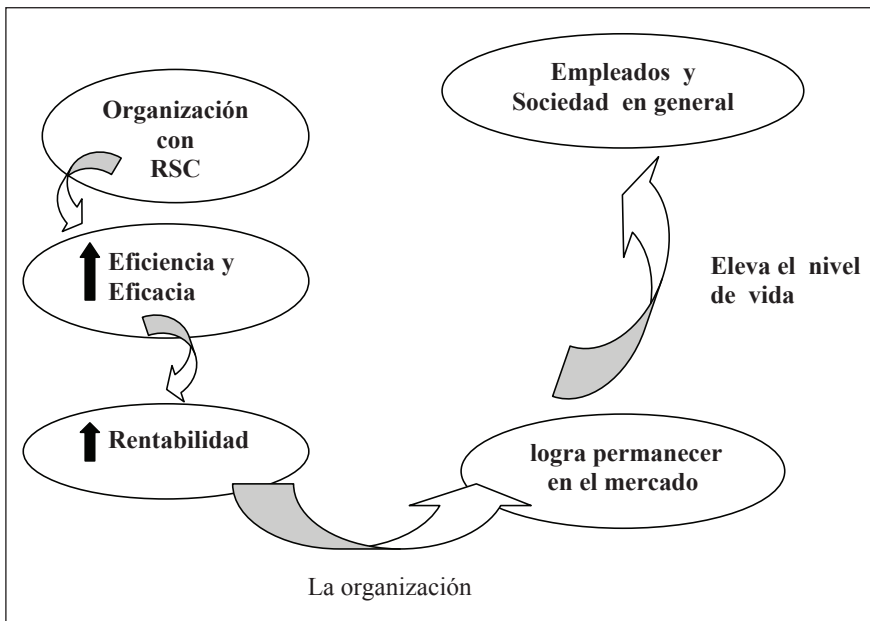 Organización
con
RSC
Eficiencia y
Eficacia
Rentabilidad
La organización
logra permanecer
en el mercado
Eleva el nivel
de vida
Empleados y
Sociedad en general